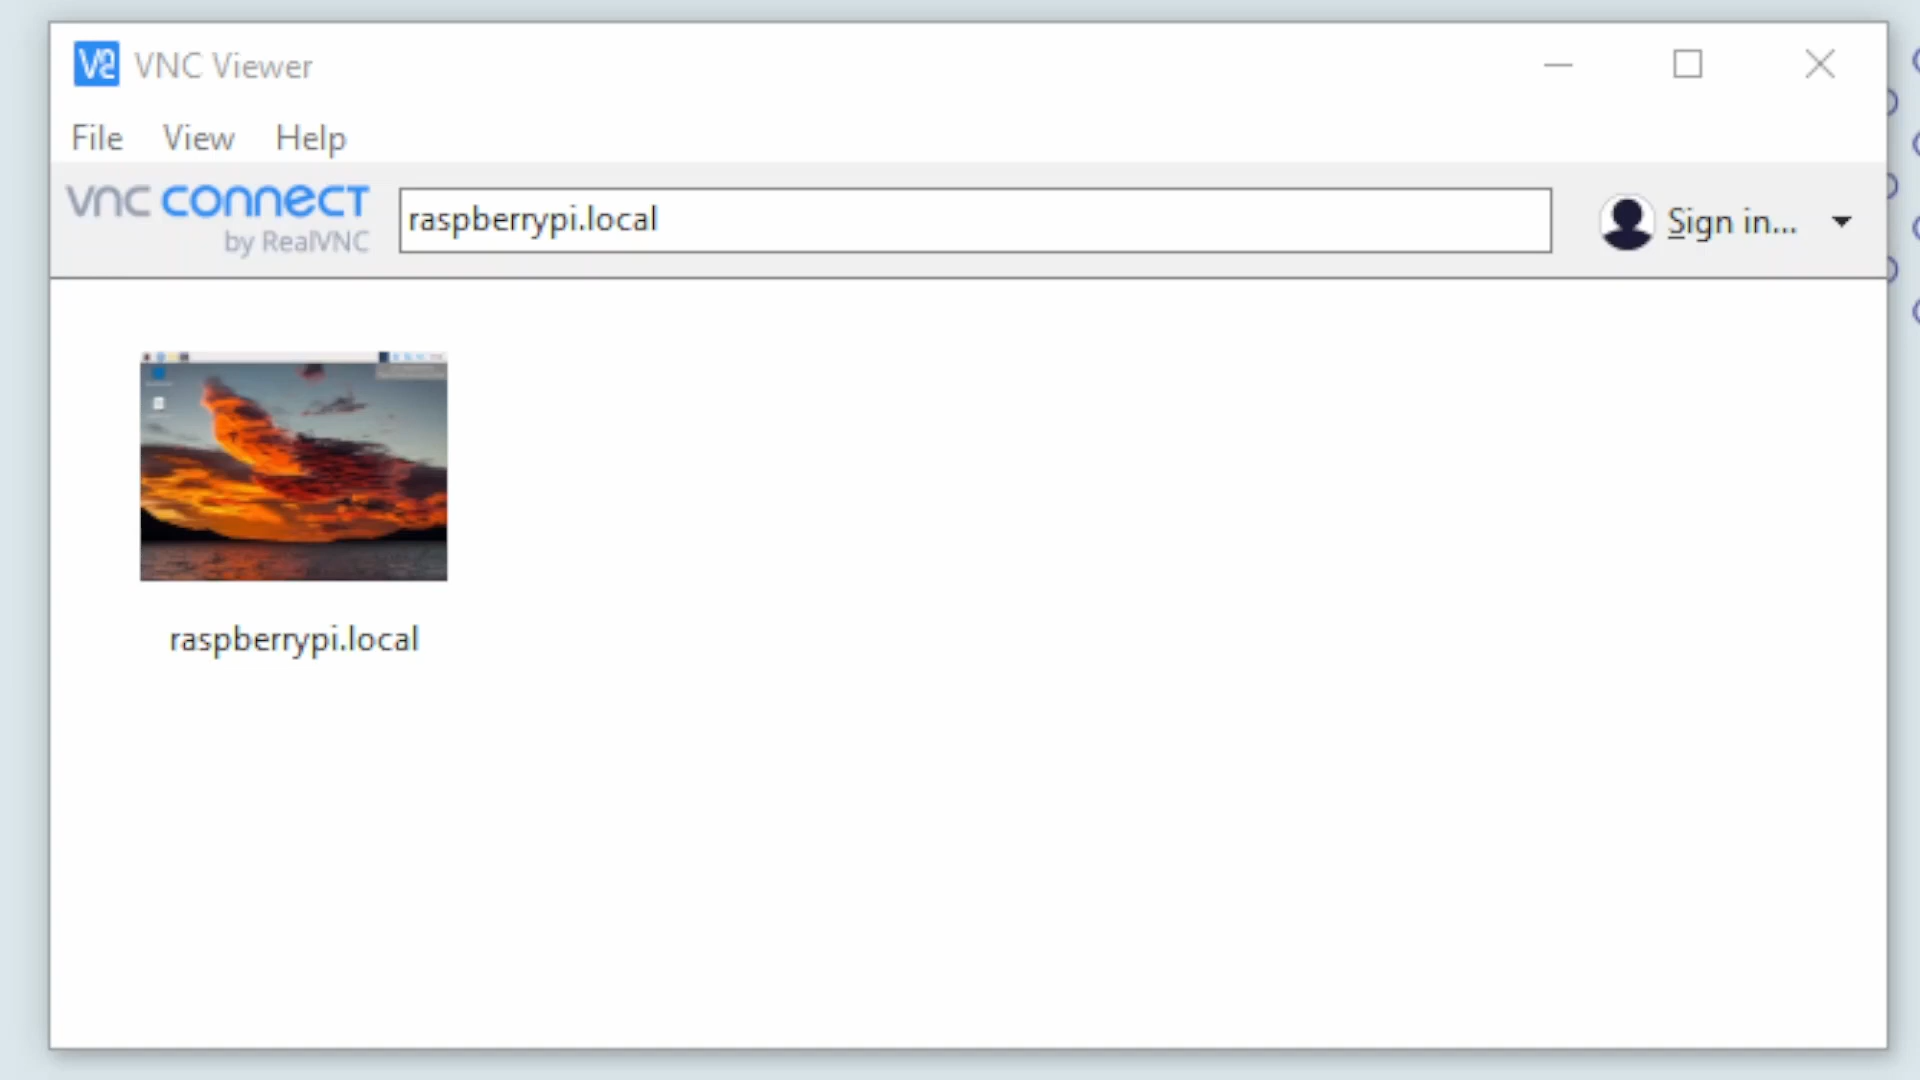 VNC Viewer
File View Help
vnc connect
by RealVNC
raspberrypi.local
Sign in...
raspberrypi.local